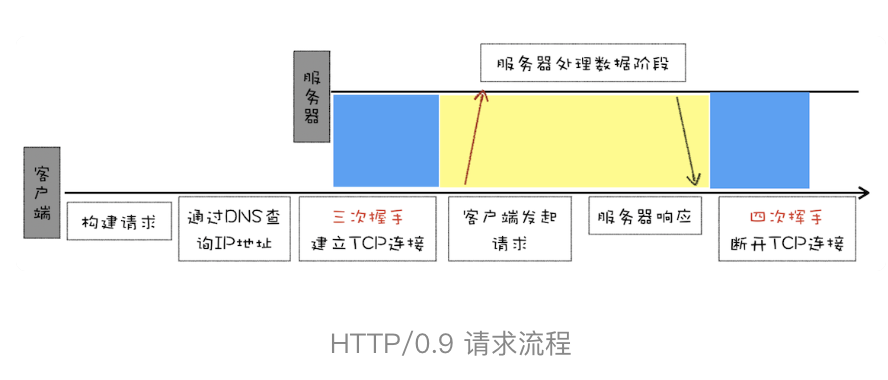 服务器处理数据阶段
服务器
客户端
构建请求
通过DNS查
询IP地址
三次握手
建立TCP连接
客户端发起
请求
服务器响应
四次挥手
断开TCP连接
HTTP/0.9 请求流程